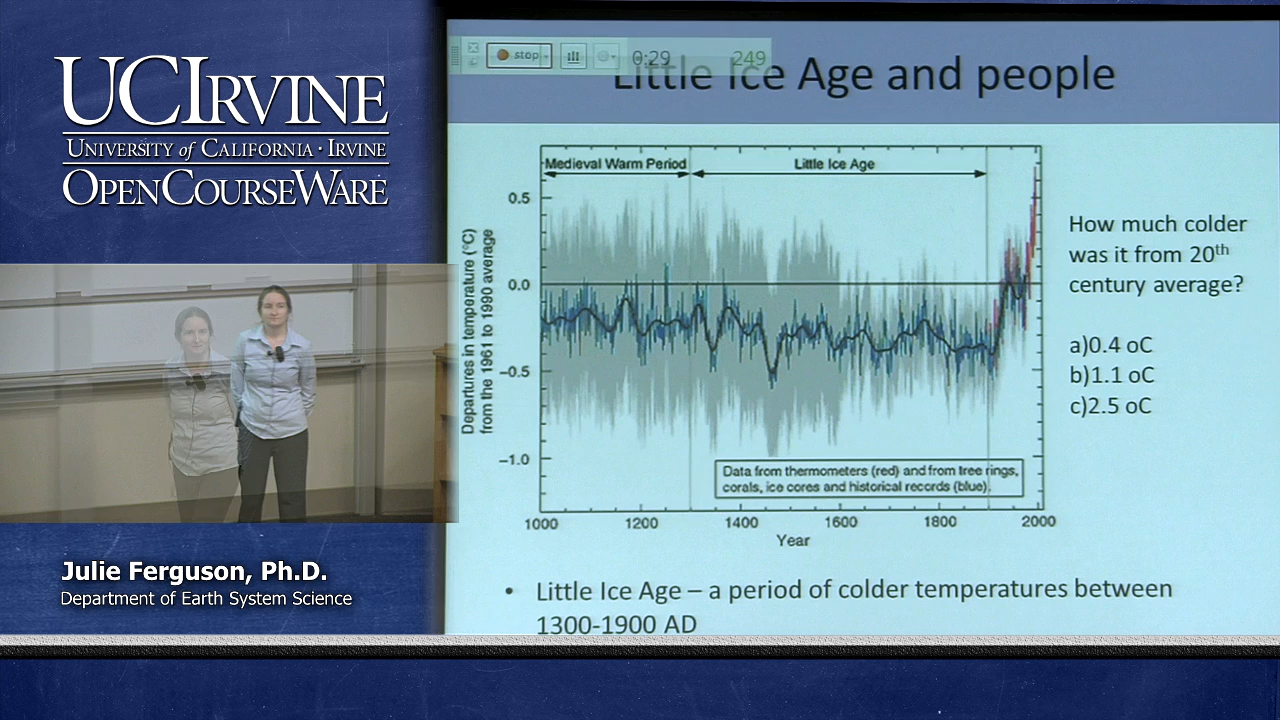 UCIRVINE
UNIVERSITY of CALIFORNIA · IRVINE
OPENCOURSEWARE
Julie Ferguson, Ph.D.
Department of Earth System Science
stop
0:29
249
Little Ice Age and people
Medieval Warm Period
Little Ice Age
Departures in temperature (°C)
from the 1961 to 1990 average
0.5
0.0
−0.5
−1.0
Data from thermometers (red) and from tree rings,
corals, ice cores and historical records (blue).
1000
1200
1400
1600
1800
2000
Year
How much colder
was it from 20th
century average?
a)0.4 oC
b)1.1 oC
c)2.5 oC
• Little Ice Age – a period of colder temperatures between
1300-1900 AD